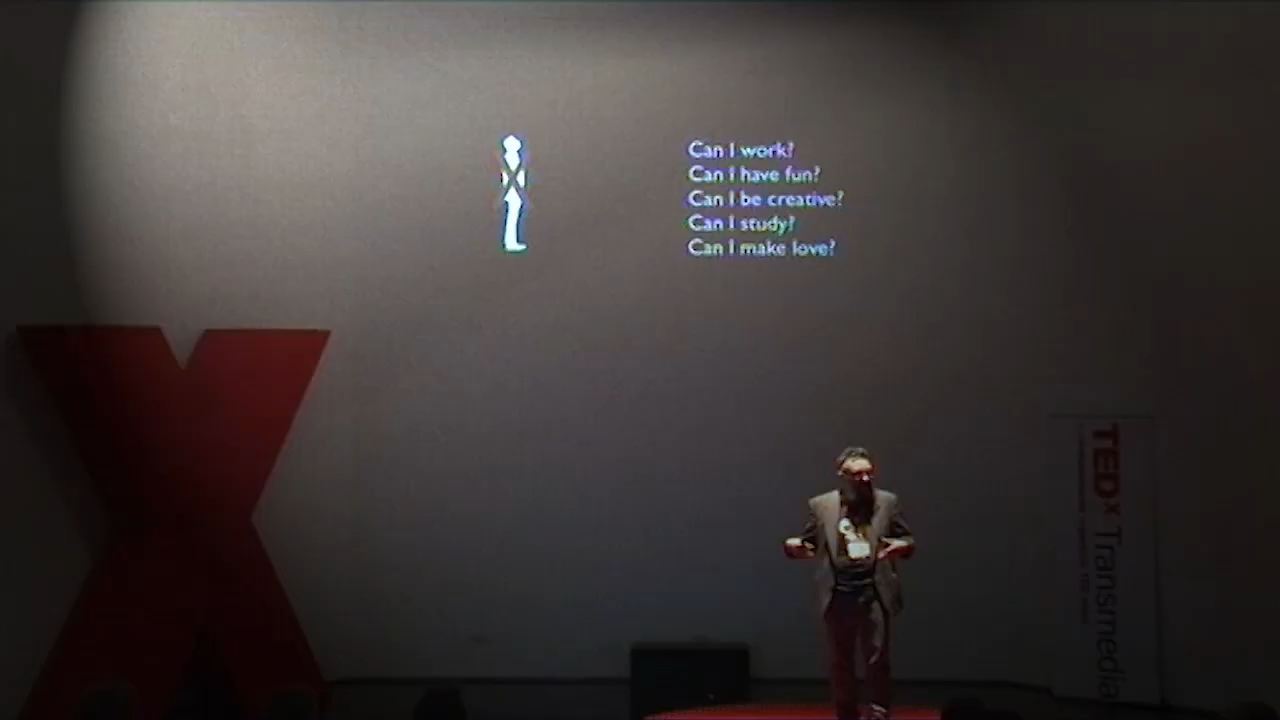 Can I work?
Can I have fun?
Can I be creative?
Can I study?
Can I make love?
X
TEDx Transmedia